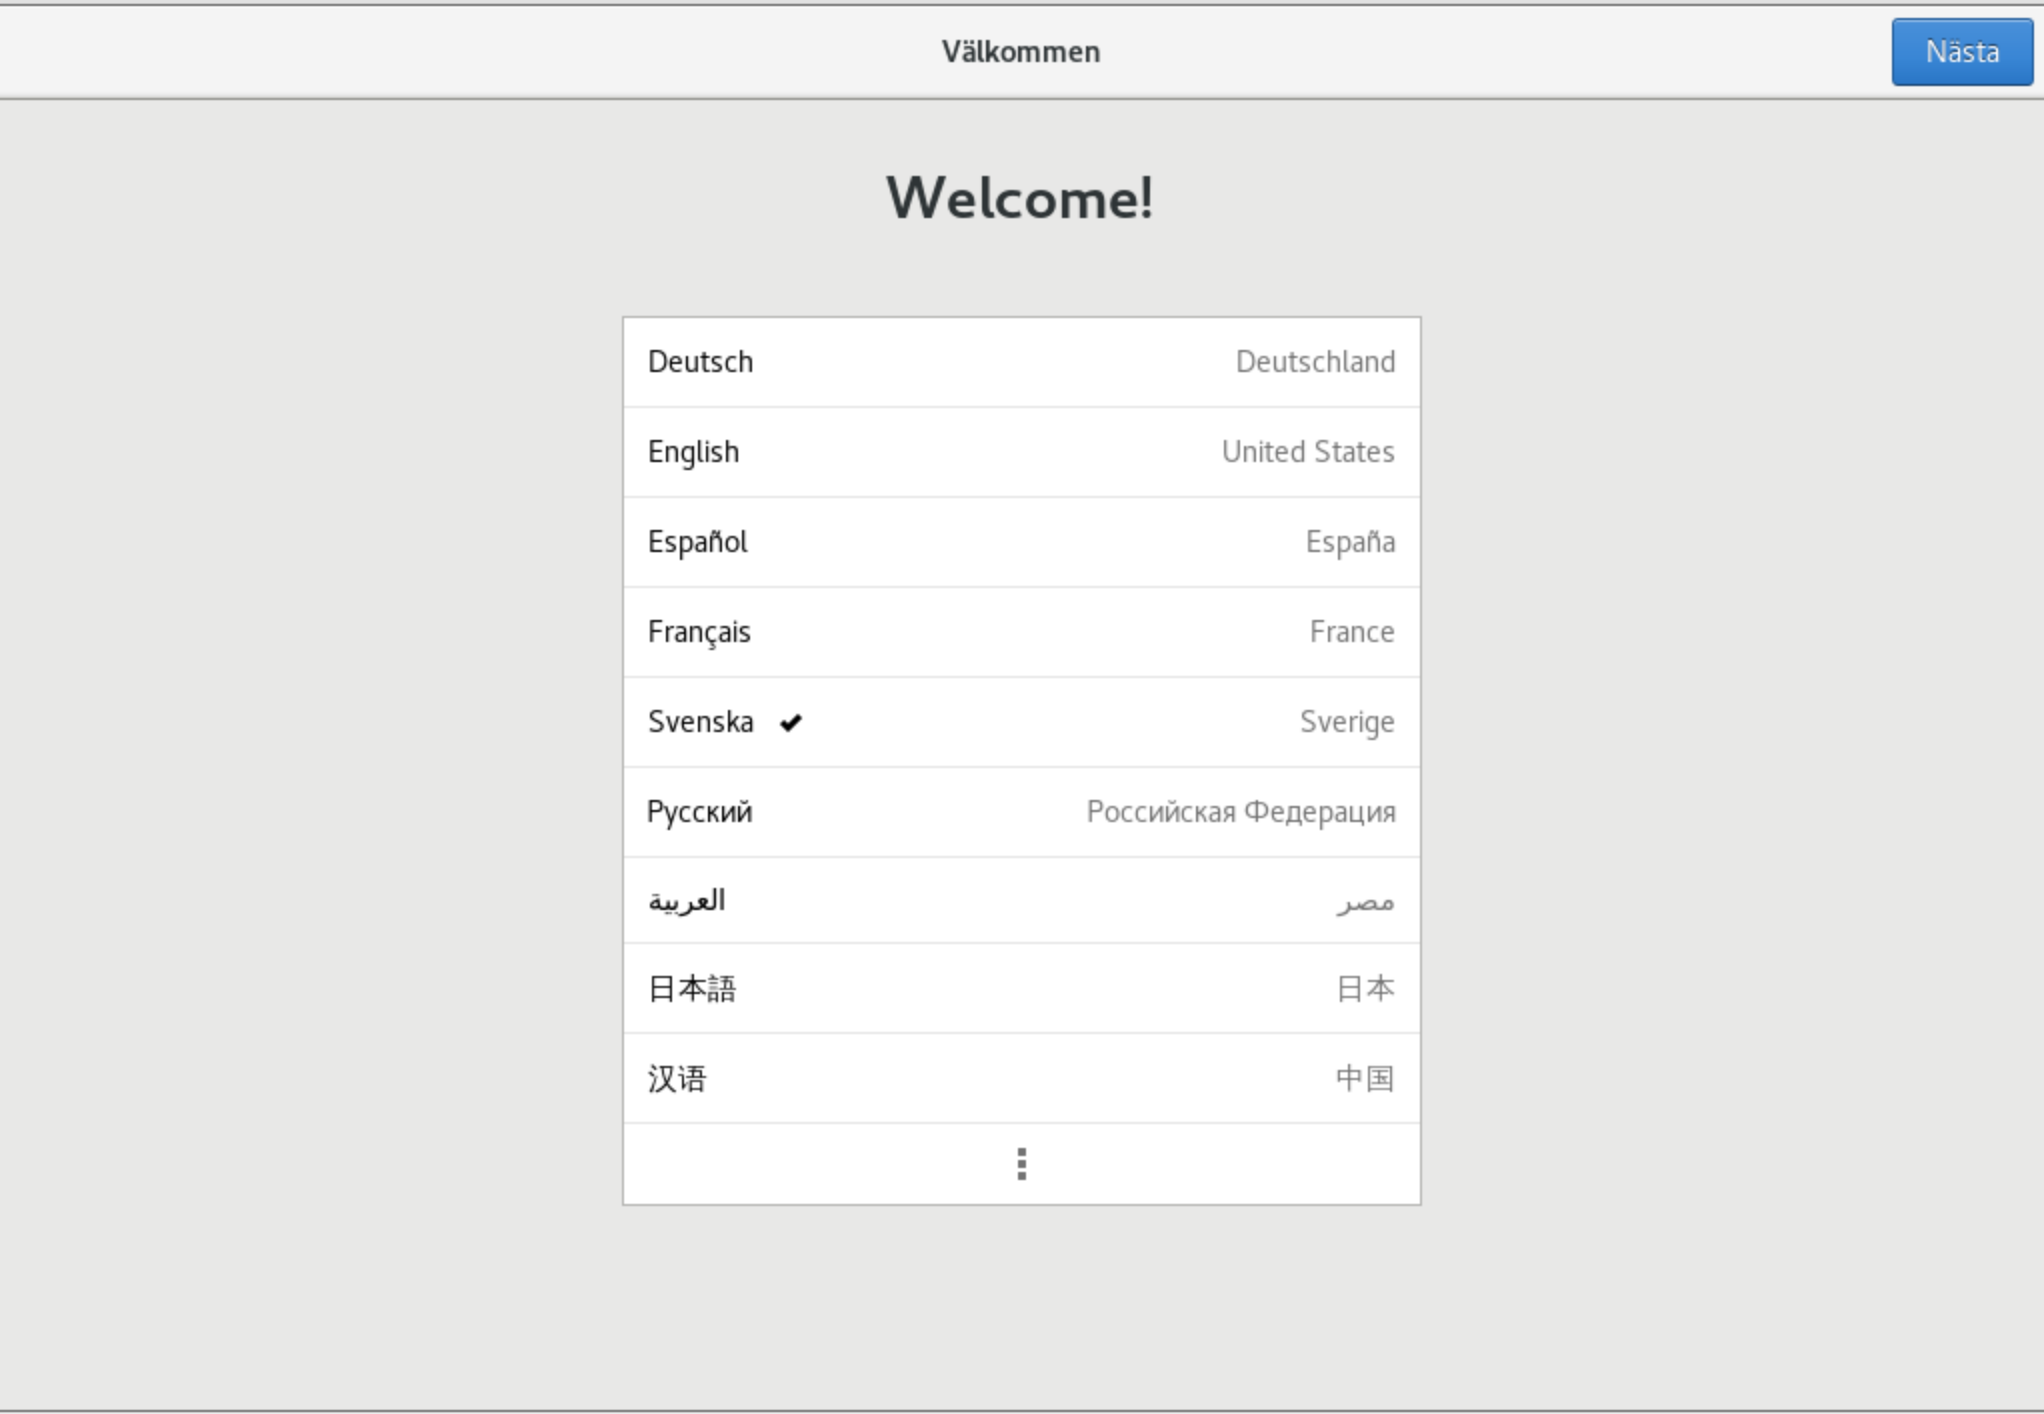 Välkommen
Nästa
Welcome!
Deutsch Deutschland
English United States
Español España
Français France
Svenska Sverige
Русский Российская Федерация
العربية مصر
日本語 日本
汉语 中国